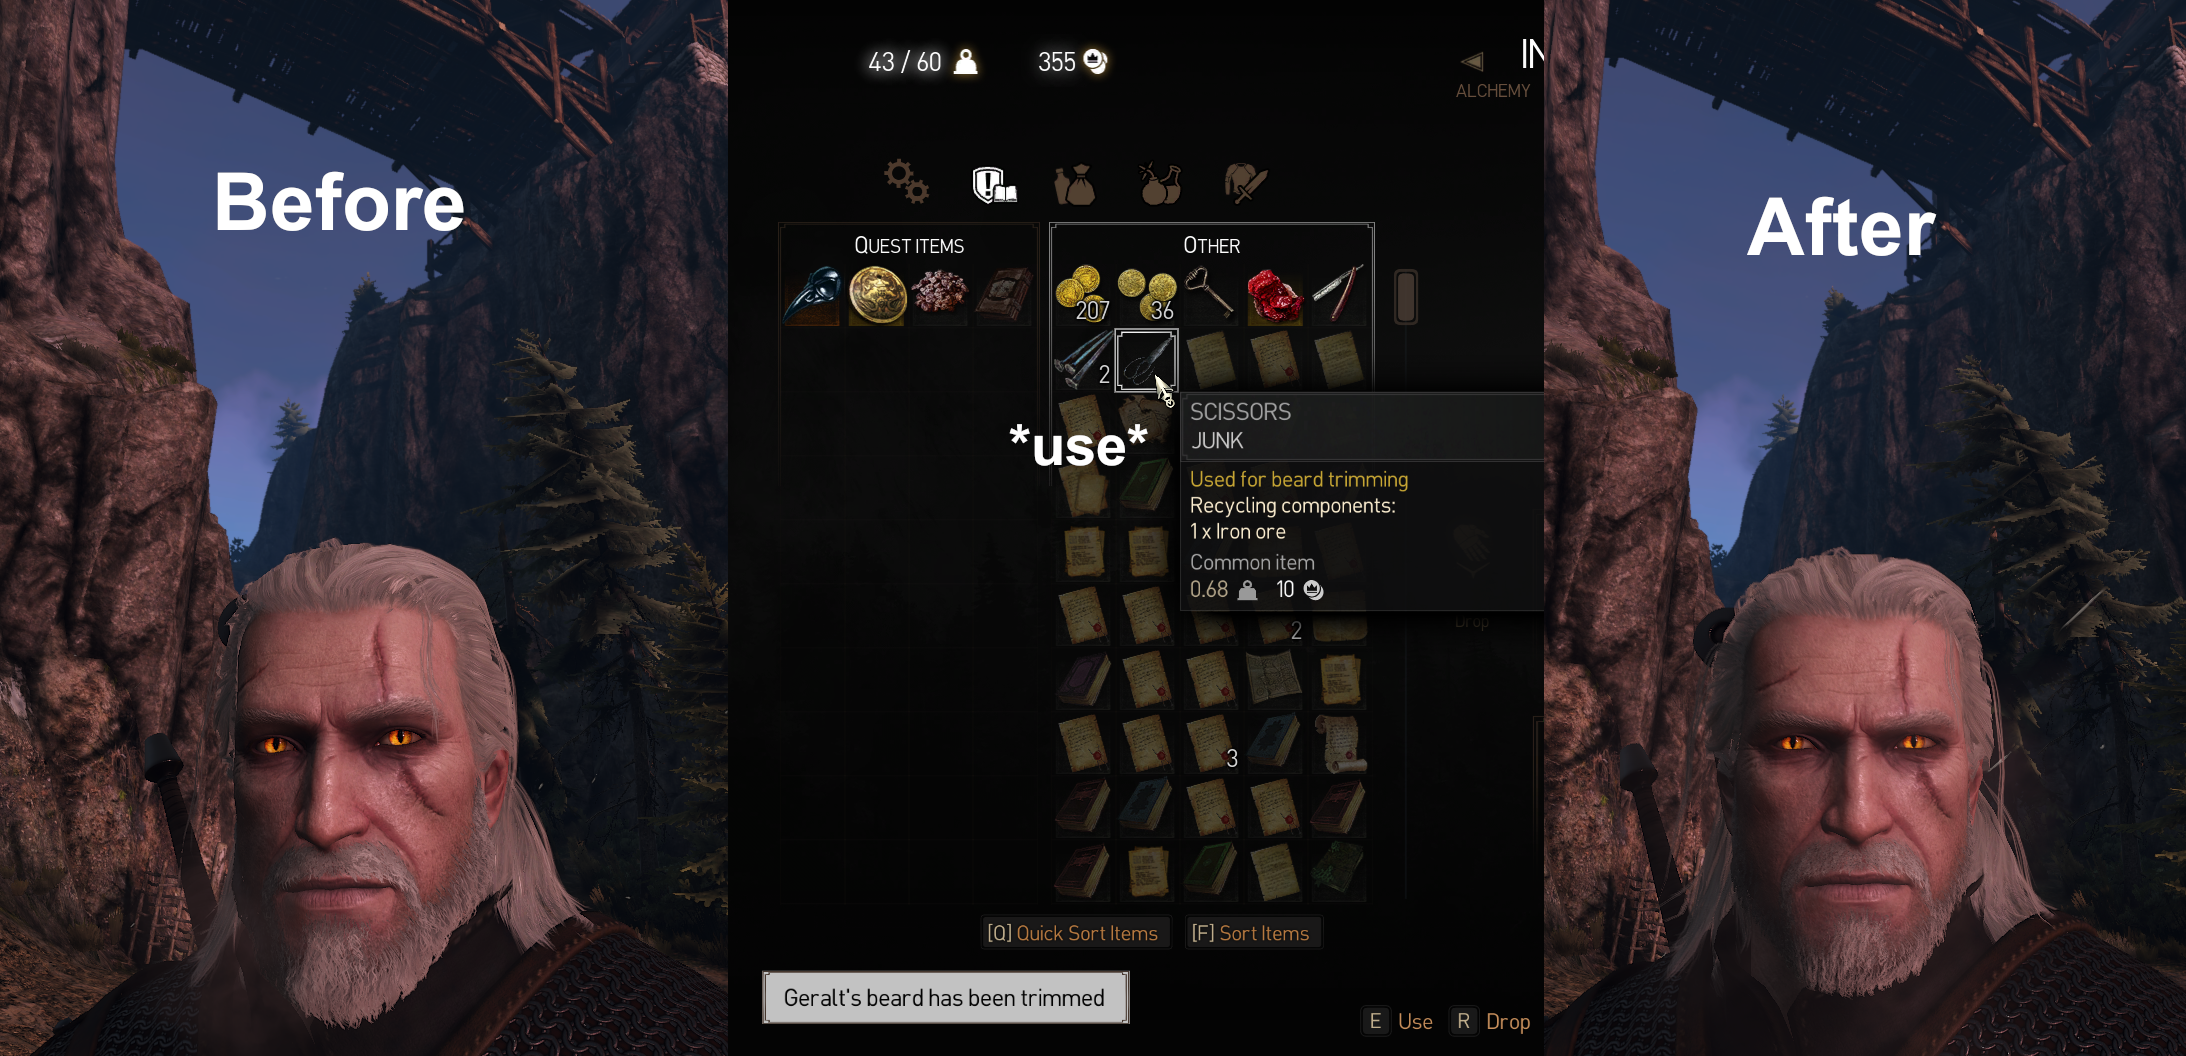 Before
43 / 60
355
IN
ALCHEMY
QUEST ITEMS
OTHER
207
36
2
*use*
SCISSORS
JUNK
Used for beard trimming
Recycling components:
1 x Iron ore
Common item
0.68
10
Drop
2
3
[Q] Quick Sort Items
[F] Sort Items
Geralt's beard has been trimmed
E Use
R Drop
After